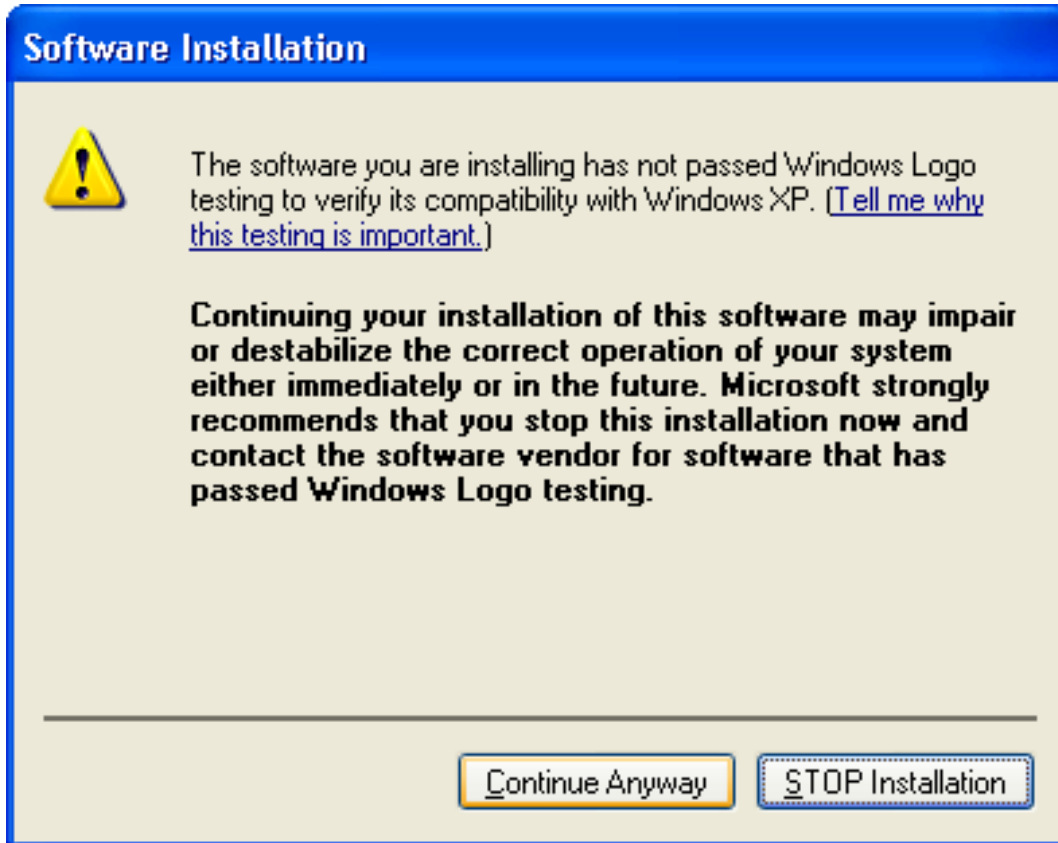 Software Installation
The software you are installing has not passed Windows Logo
testing to verify its compatibility with Windows XP. (Tell me why
this testing is important.)
Continuing your installation of this software may impair
or destabilize the correct operation of your system
either immediately or in the future. Microsoft strongly
recommends that you stop this installation now and
contact the software vendor for software that has
passed Windows Logo testing.
Continue Anyway
STOP Installation